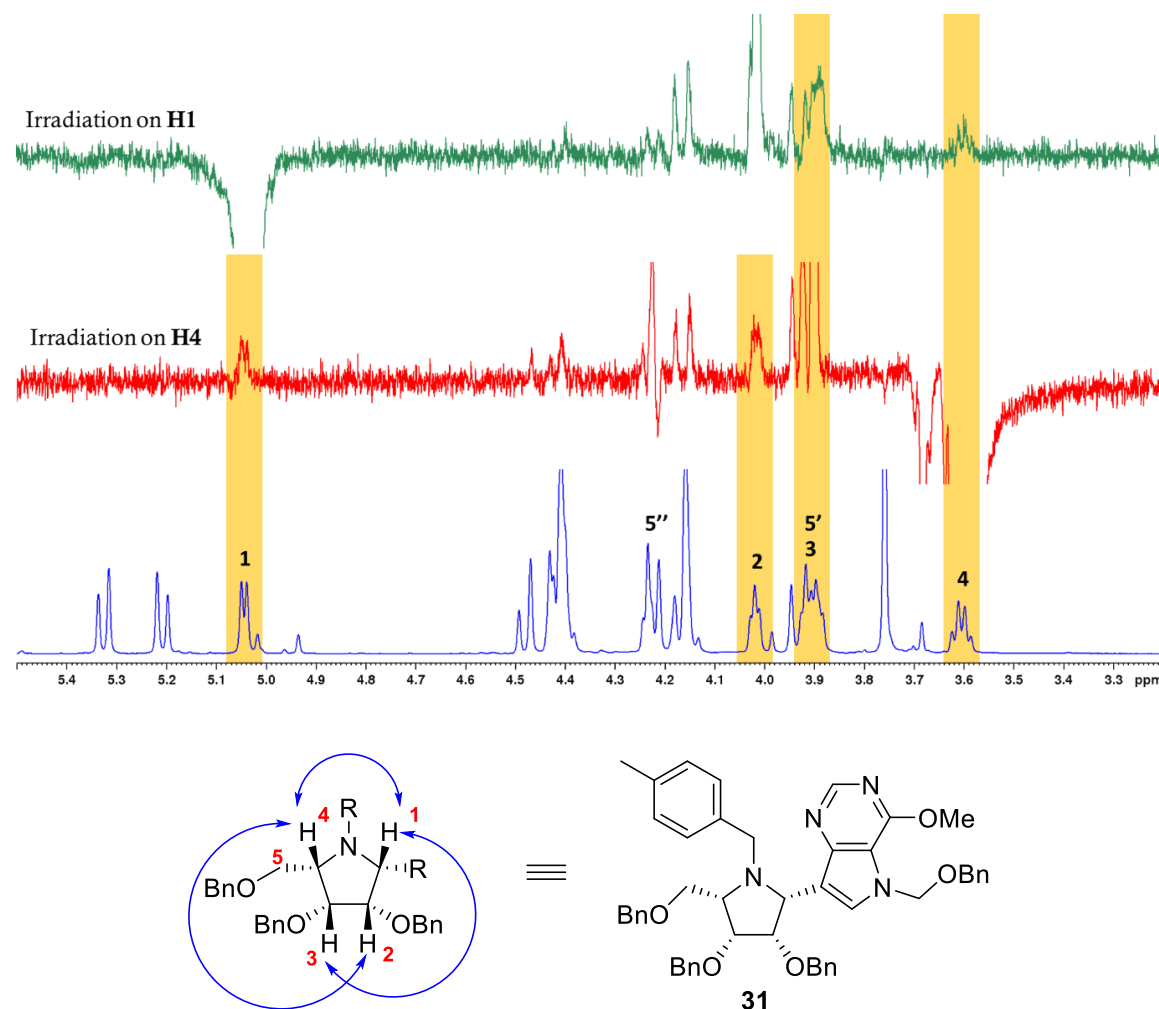 Irradiation on H1
Irradiation on H4
1
5’’
2
5’
3
4
5.4 5.3 5.2 5.1 5.0 4.9 4.8 4.7 4.6 4.5 4.4 4.3 4.2 4.1 4.0 3.9 3.8 3.7 3.6 3.5 3.4 3.3 ppm
4 R 1
H N H
5 R
BnO
BnO OBn
H H
3 2
N N
OMe
N
N OBn
BnO
BnO OBn
31